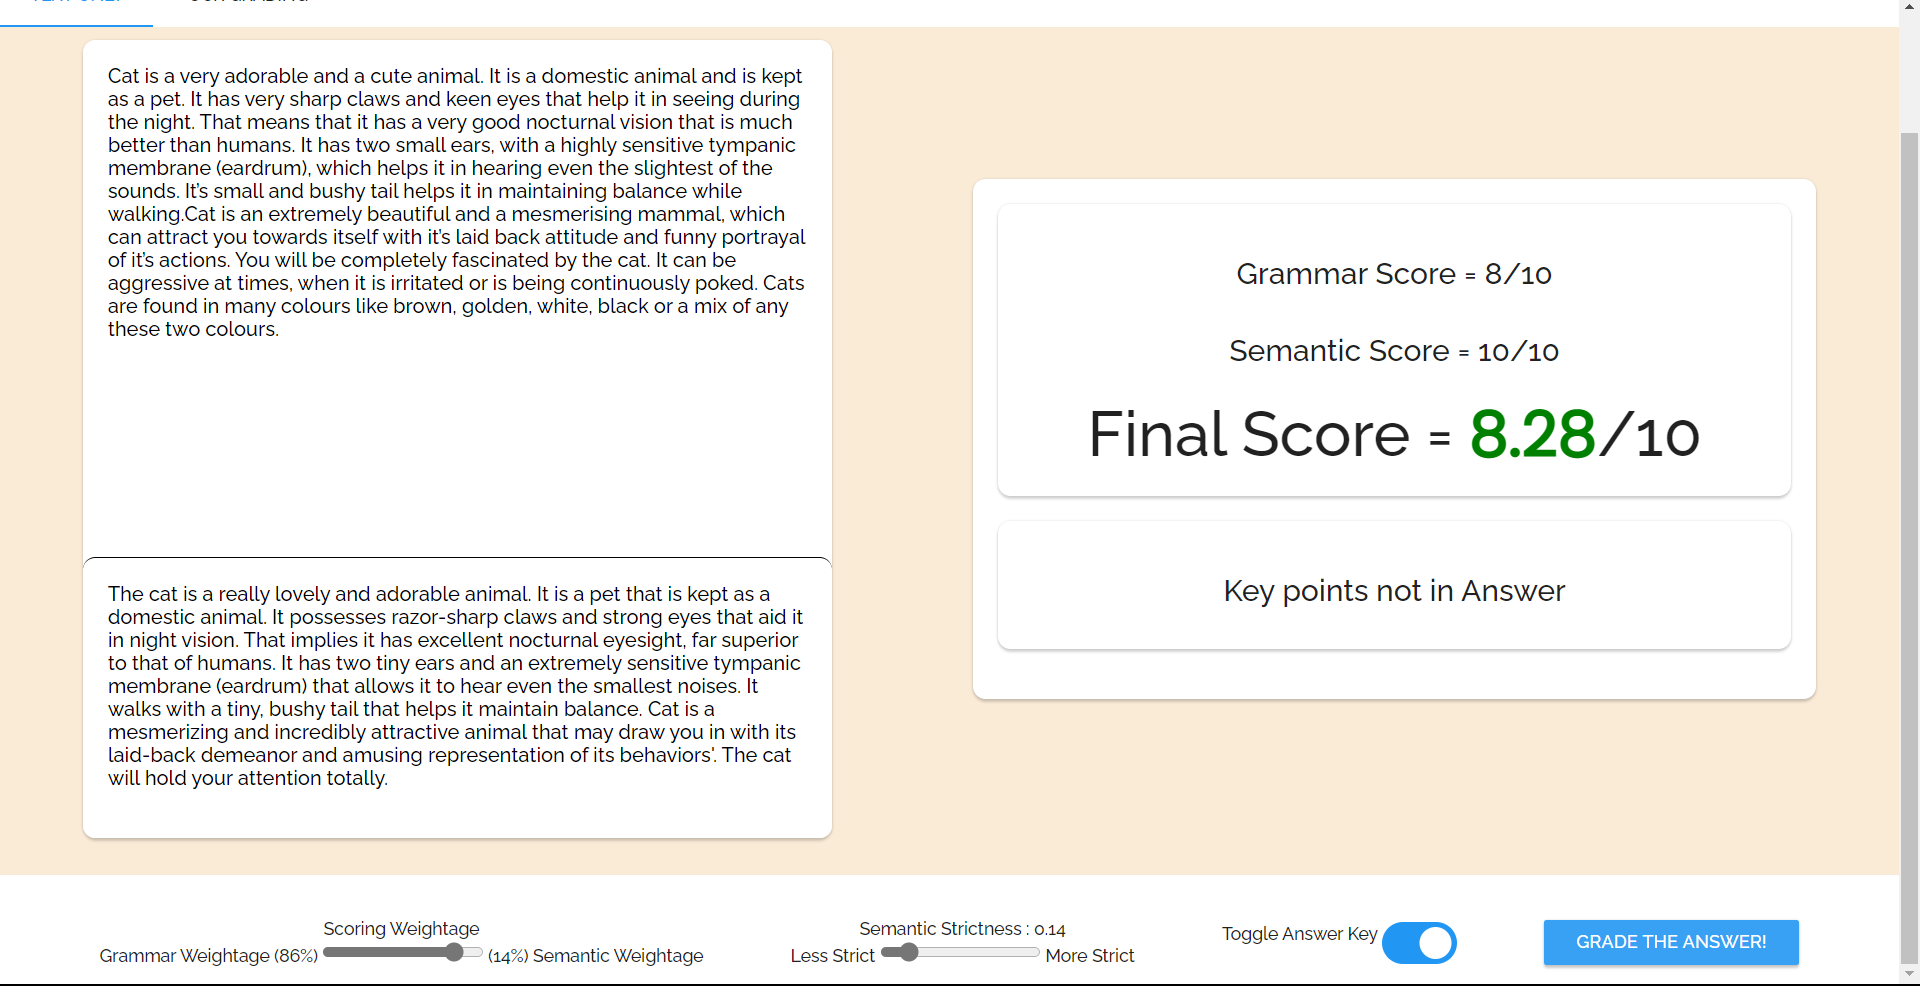 Cat is a very adorable and a cute animal. It is a domestic animal and is kept
as a pet. It has very sharp claws and keen eyes that help it in seeing during
the night. That means that it has a very good nocturnal vision that is much
better than humans. It has two small ears, with a highly sensitive tympanic
membrane (eardrum), which helps it in hearing even the slightest of the
sounds. It’s small and bushy tail helps it in maintaining balance while
walking.Cat is an extremely beautiful and a mesmerising mammal, which
can attract you towards itself with it’s laid back attitude and funny portrayal
of it’s actions. You will be completely fascinated by the cat. It can be
aggressive at times, when it is irritated or is being continuously poked. Cats
are found in many colours like brown, golden, white, black or a mix of any
these two colours.
The cat is a really lovely and adorable animal. It is a pet that is kept as a
domestic animal. It possesses razor-sharp claws and strong eyes that aid it
in night vision. That implies it has excellent nocturnal eyesight, far superior
to that of humans. It has two tiny ears and an extremely sensitive tympanic
membrane (eardrum) that allows it to hear even the smallest noises. It
walks with a tiny, bushy tail that helps it maintain balance. Cat is a
mesmerizing and incredibly attractive animal that may draw you in with its
laid-back demeanor and amusing representation of its behaviors'. The cat
will hold your attention totally.
Grammar Score = 8/10
Semantic Score = 10/10
Final Score = 8.28/10
Key points not in Answer
Scoring Weightage
Grammar Weightage (86%) (14%) Semantic Weightage
Semantic Strictness : 0.14
Less Strict More Strict
Toggle Answer Key
GRADE THE ANSWER!